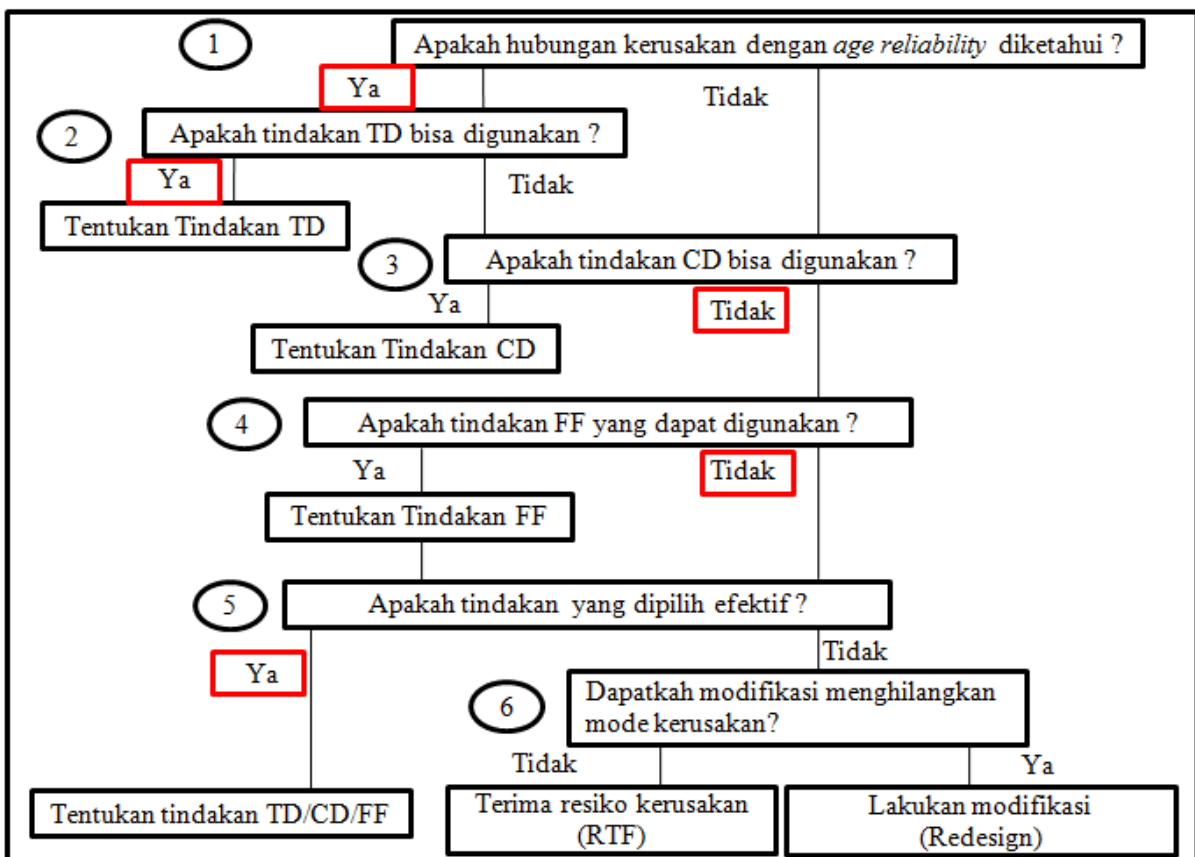 1
Apakah hubungan kerusakan dengan age reliability diketahui ?
Ya
Tidak
2
Apakah tindakan TD bisa digunakan ?
Ya
Tidak
Tentukan Tindakan TD
3
Apakah tindakan CD bisa digunakan ?
Ya
Tidak
Tentukan Tindakan CD
4
Apakah tindakan FF yang dapat digunakan ?
Ya
Tidak
Tentukan Tindakan FF
5
Apakah tindakan yang dipilih efektif ?
Ya
Tidak
6
Dapatkah modifikasi menghilangkan
mode kerusakan?
Tidak
Ya
Tentukan tindakan TD/CD/FF
Terima resiko kerusakan
(RTF)
Lakukan modifikasi
(Redesign)